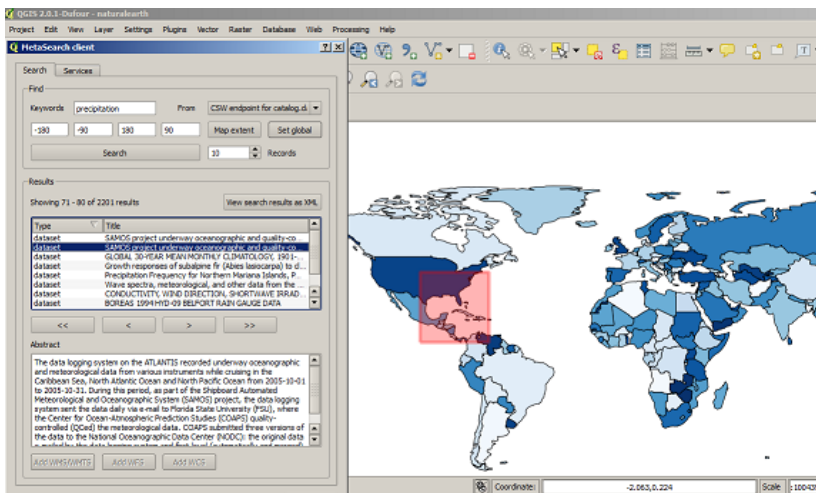 QGIS 2.0.1-Dufour - naturalearth
Project Edit View Layer Settings Plugins Vector Raster Database Web Processing Help
MetaSearch client
Search Services
Find
Keywords precipitation From CSW endpoint for catalog.d
-180 -90 180 90 Map extent Set global
Search 10 Records
Results
Showing 71 - 80 of 2201 results View search results as XML
Type Title
dataset SAMOS project underway oceanographic and quality-co...
dataset SAMOS project underway oceanographic and quality-co...
dataset GLOBAL 30-YEAR MEAN MONTHLY CLIMATOLOGY, 1901-...
dataset Growth responses of subalpine fir (Abies lasiocarpa) to d...
dataset Precipitation Frequency for Northern Mariana Islands, P...
dataset Wave spectra, meteorological, and other data from the ...
dataset CONDUCTIVITY, WIND DIRECTION, SHORTWAVE IRRAD...
dataset BOREAS 1994 HYD-09 BELFORT RAIN GAUGE DATA
<< < > >>
Abstract
The data logging system on the ATLANTIS recorded underway oceanographic
and meteorological data from various instruments while cruising in the
Caribbean Sea, North Atlantic Ocean and North Pacific Ocean from 2005-10-01
to 2005-10-31. During this period, as part of the Shipboard Automated
Meteorological and Oceanographic System (SAMOS) project, the data logging
system sent the data daily via e-mail to Florida State University (FSU), where
the Center for Ocean-Atmospheric Prediction Studies (COAPS) quality-
controlled (QCed) the meteorological data. COAPS submitted three versions of
the data to the National Oceanographic Data Center (NODC): the original data
Add WMS/WMTS Add WFS Add WCS
Coordinate: -2.063,0.224 Scale :10043